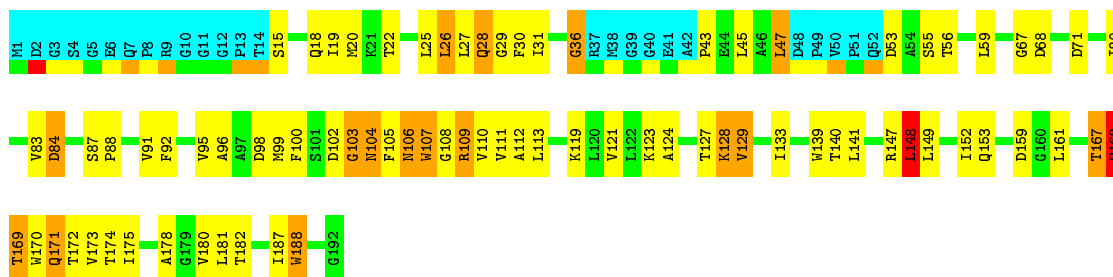 M1 D2 G3 S4 G5 E6 Q7 P8 R9 G10 G11 G12 P13 T14 S15 Q18 I19 M20 K21 T22 L25 L26 L27 Q28 G29 F30 I31 G36 R37 M38 G39 G40 E41 A42 P43 E44 L45 A46 L47 D48 P49 V50 P51 Q52 D53 A54 S55 T56 L59 G67 D68 D71
V83 D84 S87 P88 V91 F92 V95 A96 A97 D98 M99 F100 S101 D102 G103 N104 F105 N106 W107 G108 R109 V110 V111 A112 L113 K119 L120 V121 L122 K123 A124 T127 K128 V129 I133 W139 T140 L141 R147 L148 L149 I152 Q153 D159 G160 L161 T167
T169 W170 Q171 T172 V173 T174 I175 A178 G179 V180 L181 T182 I187 W188 G192